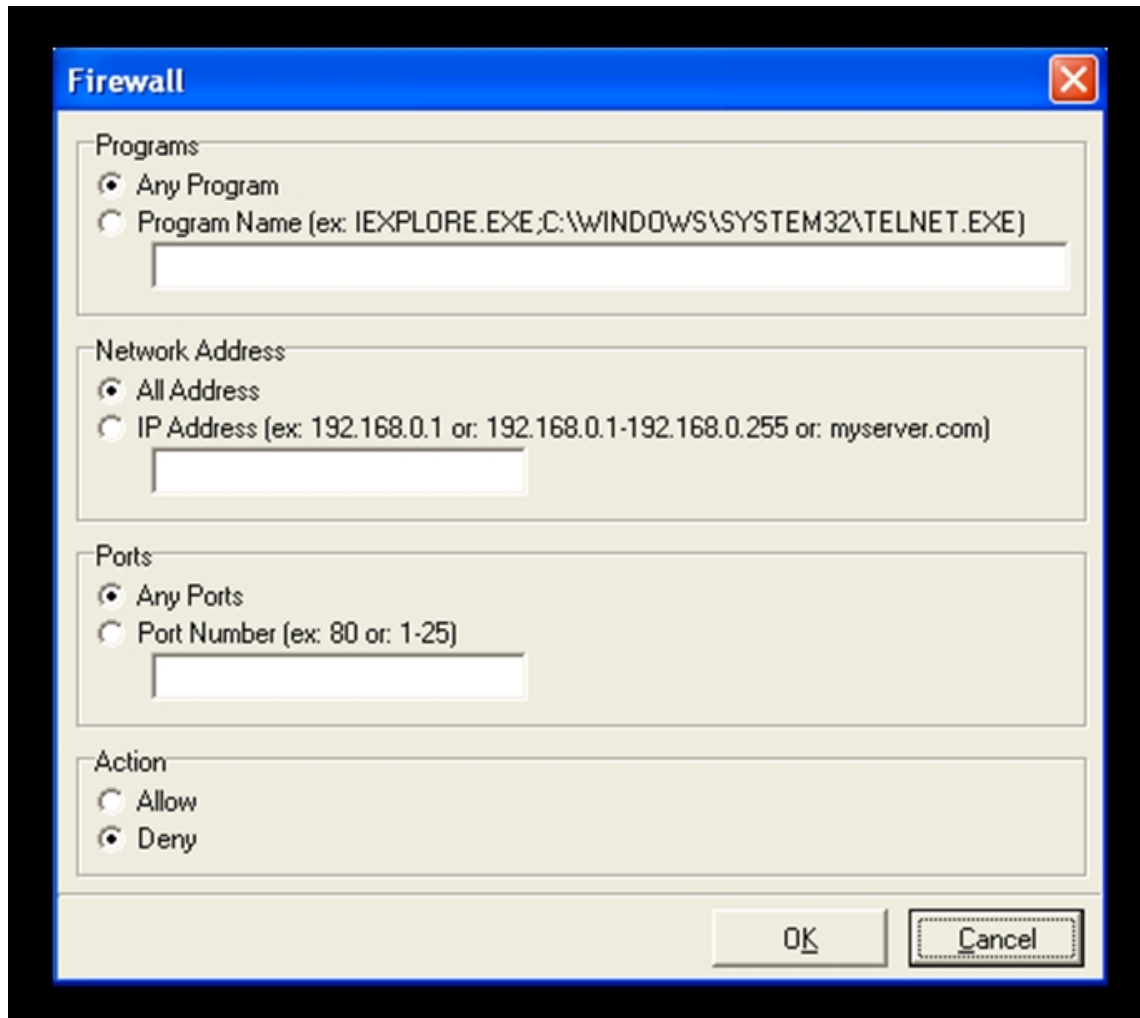 Firewall
Programs
Any Program
Program Name (ex: IEXPLORE.EXE;C:\WINDOWS\SYSTEM32\TELNET.EXE)
Network Address
All Address
IP Address (ex: 192.168.0.1 or: 192.168.0.1-192.168.0.255 or: myserver.com)
Ports
Any Ports
Port Number (ex: 80 or: 1-25)
Action
Allow
Deny
OK
Cancel